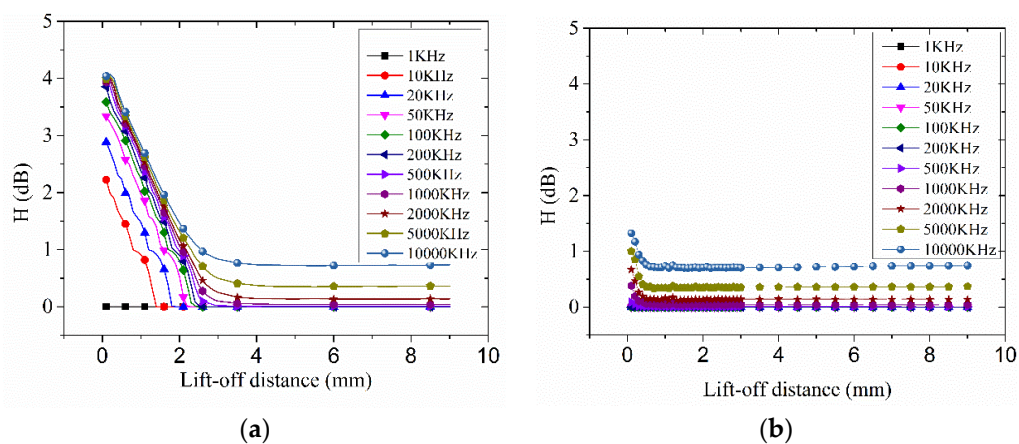 5
4
3
2
1
0
H (dB)
0 2 4 6 8 10
Lift-off distance (mm)
1KHz
10KHz
20KHz
50KHz
100KHz
200KHz
500KHz
1000KHz
2000KHz
5000KHz
10000KHz
(a)
5
4
3
2
1
0
H (dB)
0 2 4 6 8 10
Lift-off distance (mm)
1KHz
10KHz
20KHz
50KHz
100KHz
200KHz
500KHz
1000KHz
2000KHz
5000KHz
10000KHz
(b)